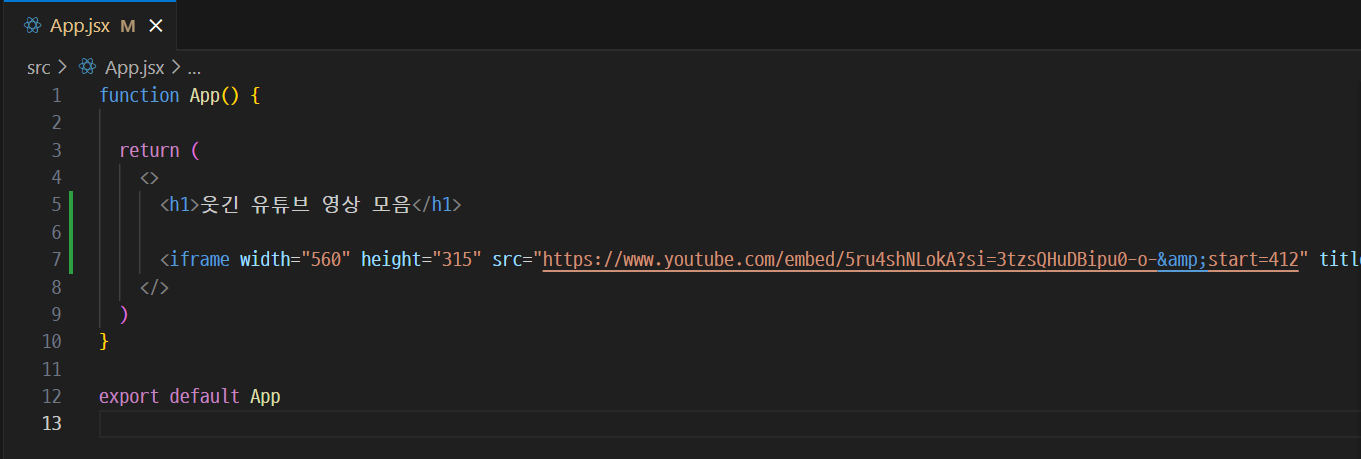 App.jsx M
src > App.jsx > ...
1 function App() {
2
3 return (
4 <>
5 <h1>웃긴 유튜브 영상 모음</h1>
6
7 <iframe width="560" height="315" src="https://www.youtube.com/embed/5ru4shNLokA?si=3tzsQHuDBipu0-o-&amp;start=412" title
8 </>
9 )
10 }
11
12 export default App
13